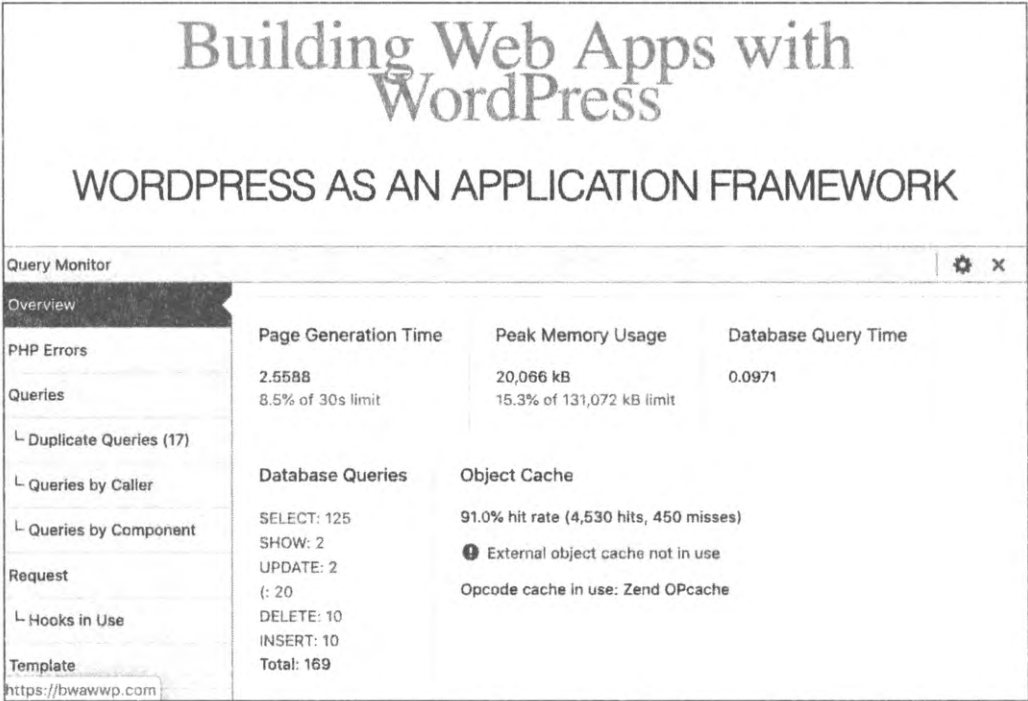 Building Web Apps with
WordPress
WORDPRESS AS AN APPLICATION FRAMEWORK
Query Monitor
Overview
PHP Errors
Queries
└ Duplicate Queries (17)
└ Queries by Caller
└ Queries by Component
Request
└ Hooks in Use
Template
https://bwawwp.com
Page Generation Time
2.5588
8.5% of 30s limit
Peak Memory Usage
20,066 kB
15.3% of 131,072 kB limit
Database Query Time
0.0971
Database Queries
SELECT: 125
SHOW: 2
UPDATE: 2
(: 20
DELETE: 10
INSERT: 10
Total: 169
Object Cache
91.0% hit rate (4,530 hits, 450 misses)
External object cache not in use
Opcode cache in use: Zend OPcache